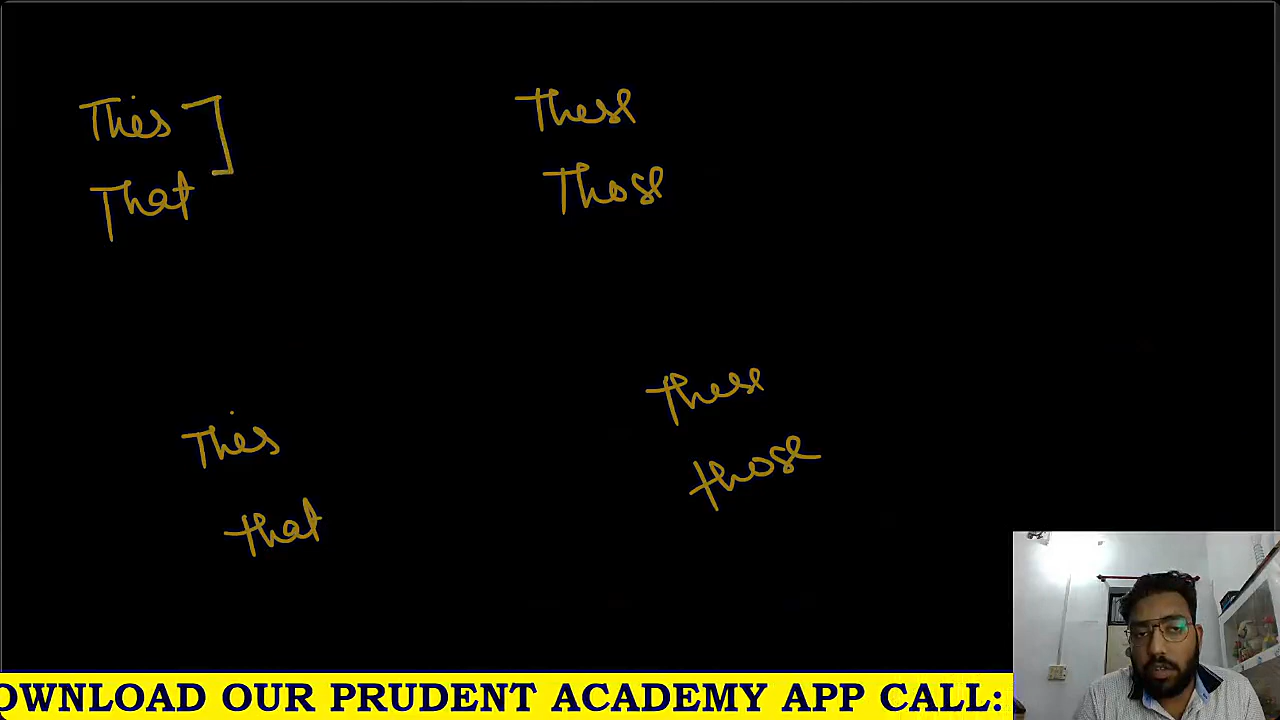 This
That
These
Those
This
that
these
those
OWNLOAD OUR PRUDENT ACADEMY APP CALL: